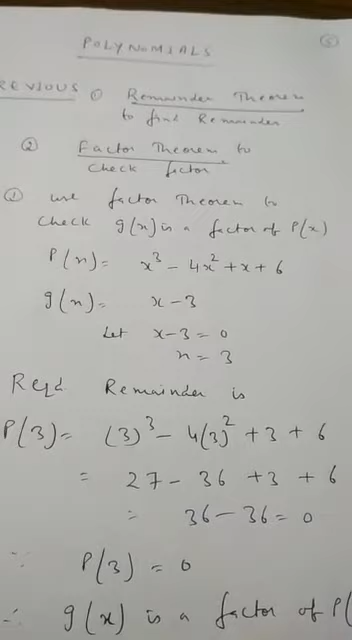 POLYNOMIALS
REVIOUS ① Remainder Theorem
to find Remainder
② Factor Theorem to
check factor
① use factor Theorem to
check g(x) is a factor of P(x)
P(x) = x³ - 4x² + x + 6
g(x) = x - 3
Let x - 3 = 0
x = 3
Reqd Remainder is
P(3) = (3)³ - 4(3)² + 3 + 6
= 27 - 36 + 3 + 6
= 36 - 36 = 0
∵ P(3) = 0
∴ g(x) is a factor of P(